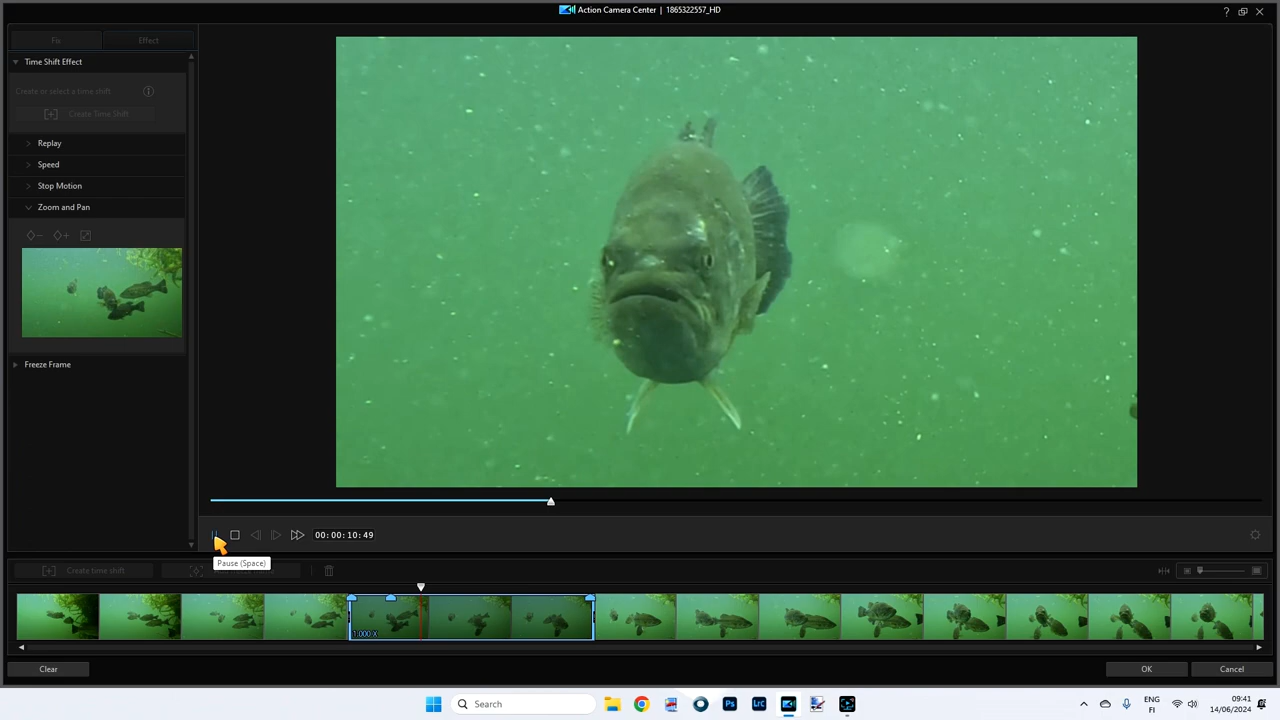 Action Camera Center | 1865322557_HD
Fix Effect
Time Shift Effect
Create or select a time shift.
Create Time Shift
Replay
Speed
Stop Motion
Zoom and Pan
Freeze Frame
00:00:10:49
Pause (Space)
Create time shift
1.000 X
Clear OK Cancel
Search
Ps Lrc
ENG
FI
09:41
14/06/2024